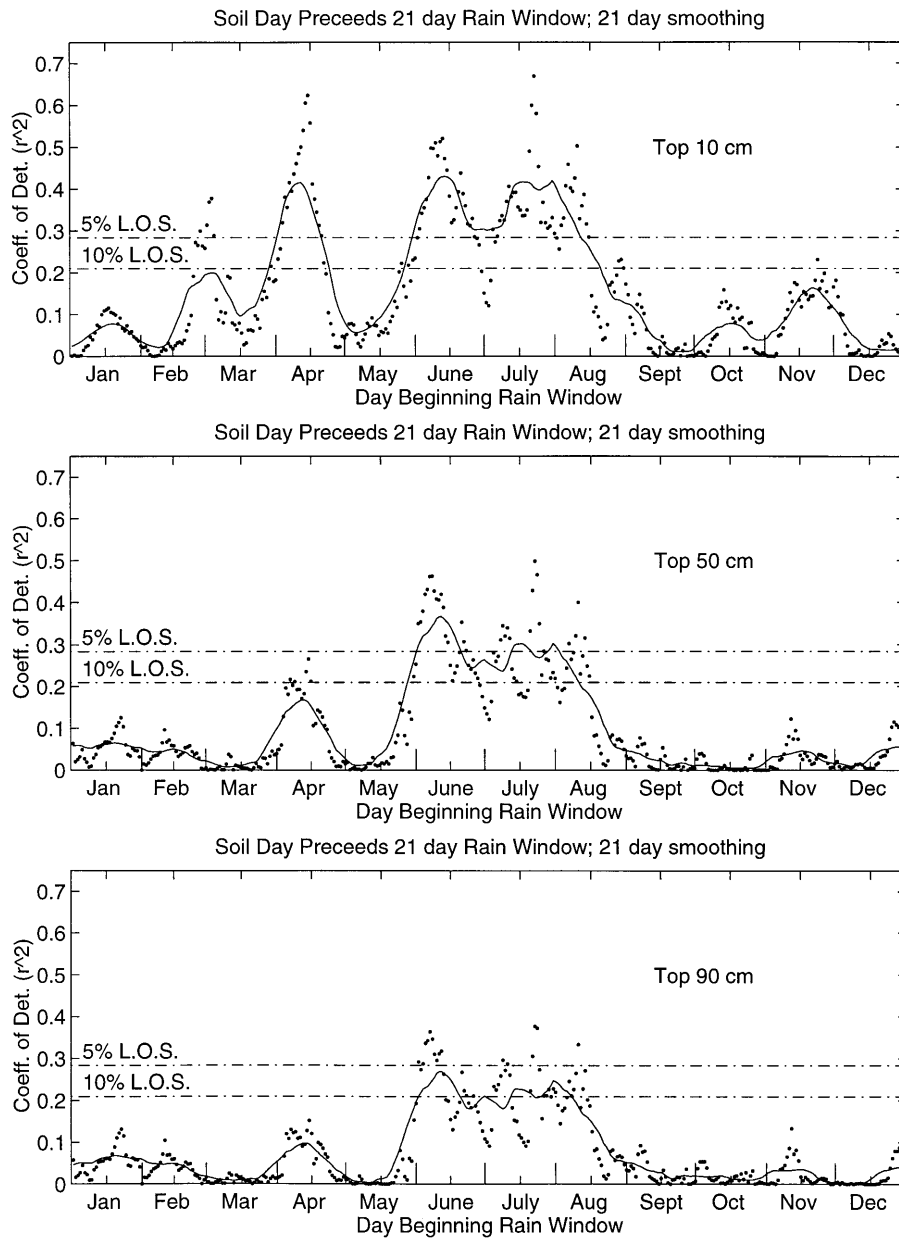 Soil Day Preceeds 21 day Rain Window; 21 day smoothing
0.7
0.6
0.5
0.4
0.3
0.2
0.1
0
Coeff. of Det. (r^2)
Top 10 cm
5% L.O.S.
10% L.O.S.
Jan Feb Mar Apr May June July Aug Sept Oct Nov Dec
Day Beginning Rain Window
Soil Day Preceeds 21 day Rain Window; 21 day smoothing
0.7
0.6
0.5
0.4
0.3
0.2
0.1
0
Coeff. of Det. (r^2)
Top 50 cm
5% L.O.S.
10% L.O.S.
Jan Feb Mar Apr May June July Aug Sept Oct Nov Dec
Day Beginning Rain Window
Soil Day Preceeds 21 day Rain Window; 21 day smoothing
0.7
0.6
0.5
0.4
0.3
0.2
0.1
0
Coeff. of Det. (r^2)
Top 90 cm
5% L.O.S.
10% L.O.S.
Jan Feb Mar Apr May June July Aug Sept Oct Nov Dec
Day Beginning Rain Window